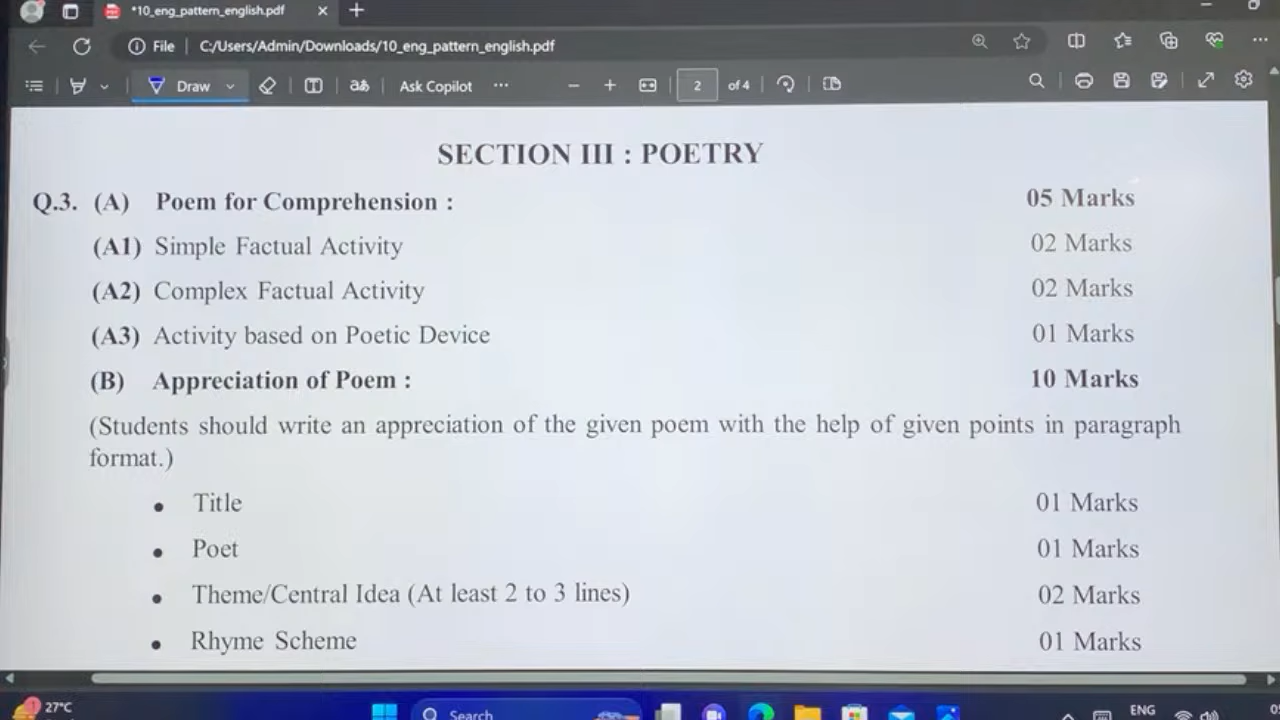 *10_eng_pattern_english.pdf
File C:/Users/Admin/Downloads/10_eng_pattern_english.pdf
Draw Ask Copilot 2 of 4
SECTION III : POETRY
Q.3. (A) Poem for Comprehension : 05 Marks
(A1) Simple Factual Activity 02 Marks
(A2) Complex Factual Activity 02 Marks
(A3) Activity based on Poetic Device 01 Marks
(B) Appreciation of Poem : 10 Marks
(Students should write an appreciation of the given poem with the help of given points in paragraph
format.)
• Title 01 Marks
• Poet 01 Marks
• Theme/Central Idea (At least 2 to 3 lines) 02 Marks
• Rhyme Scheme 01 Marks
27°C Search ENG